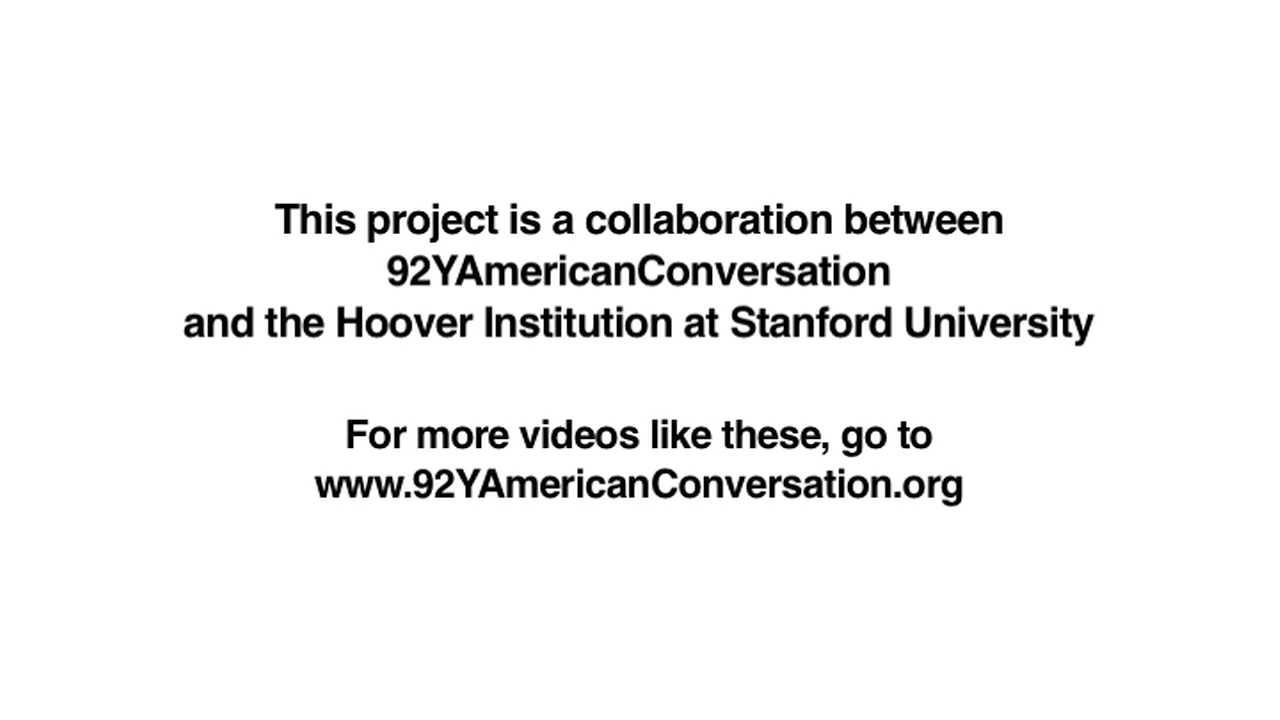 This project is a collaboration between
92YAmericanConversation
and the Hoover Institution at Stanford University
For more videos like these, go to
www.92YAmericanConversation.org